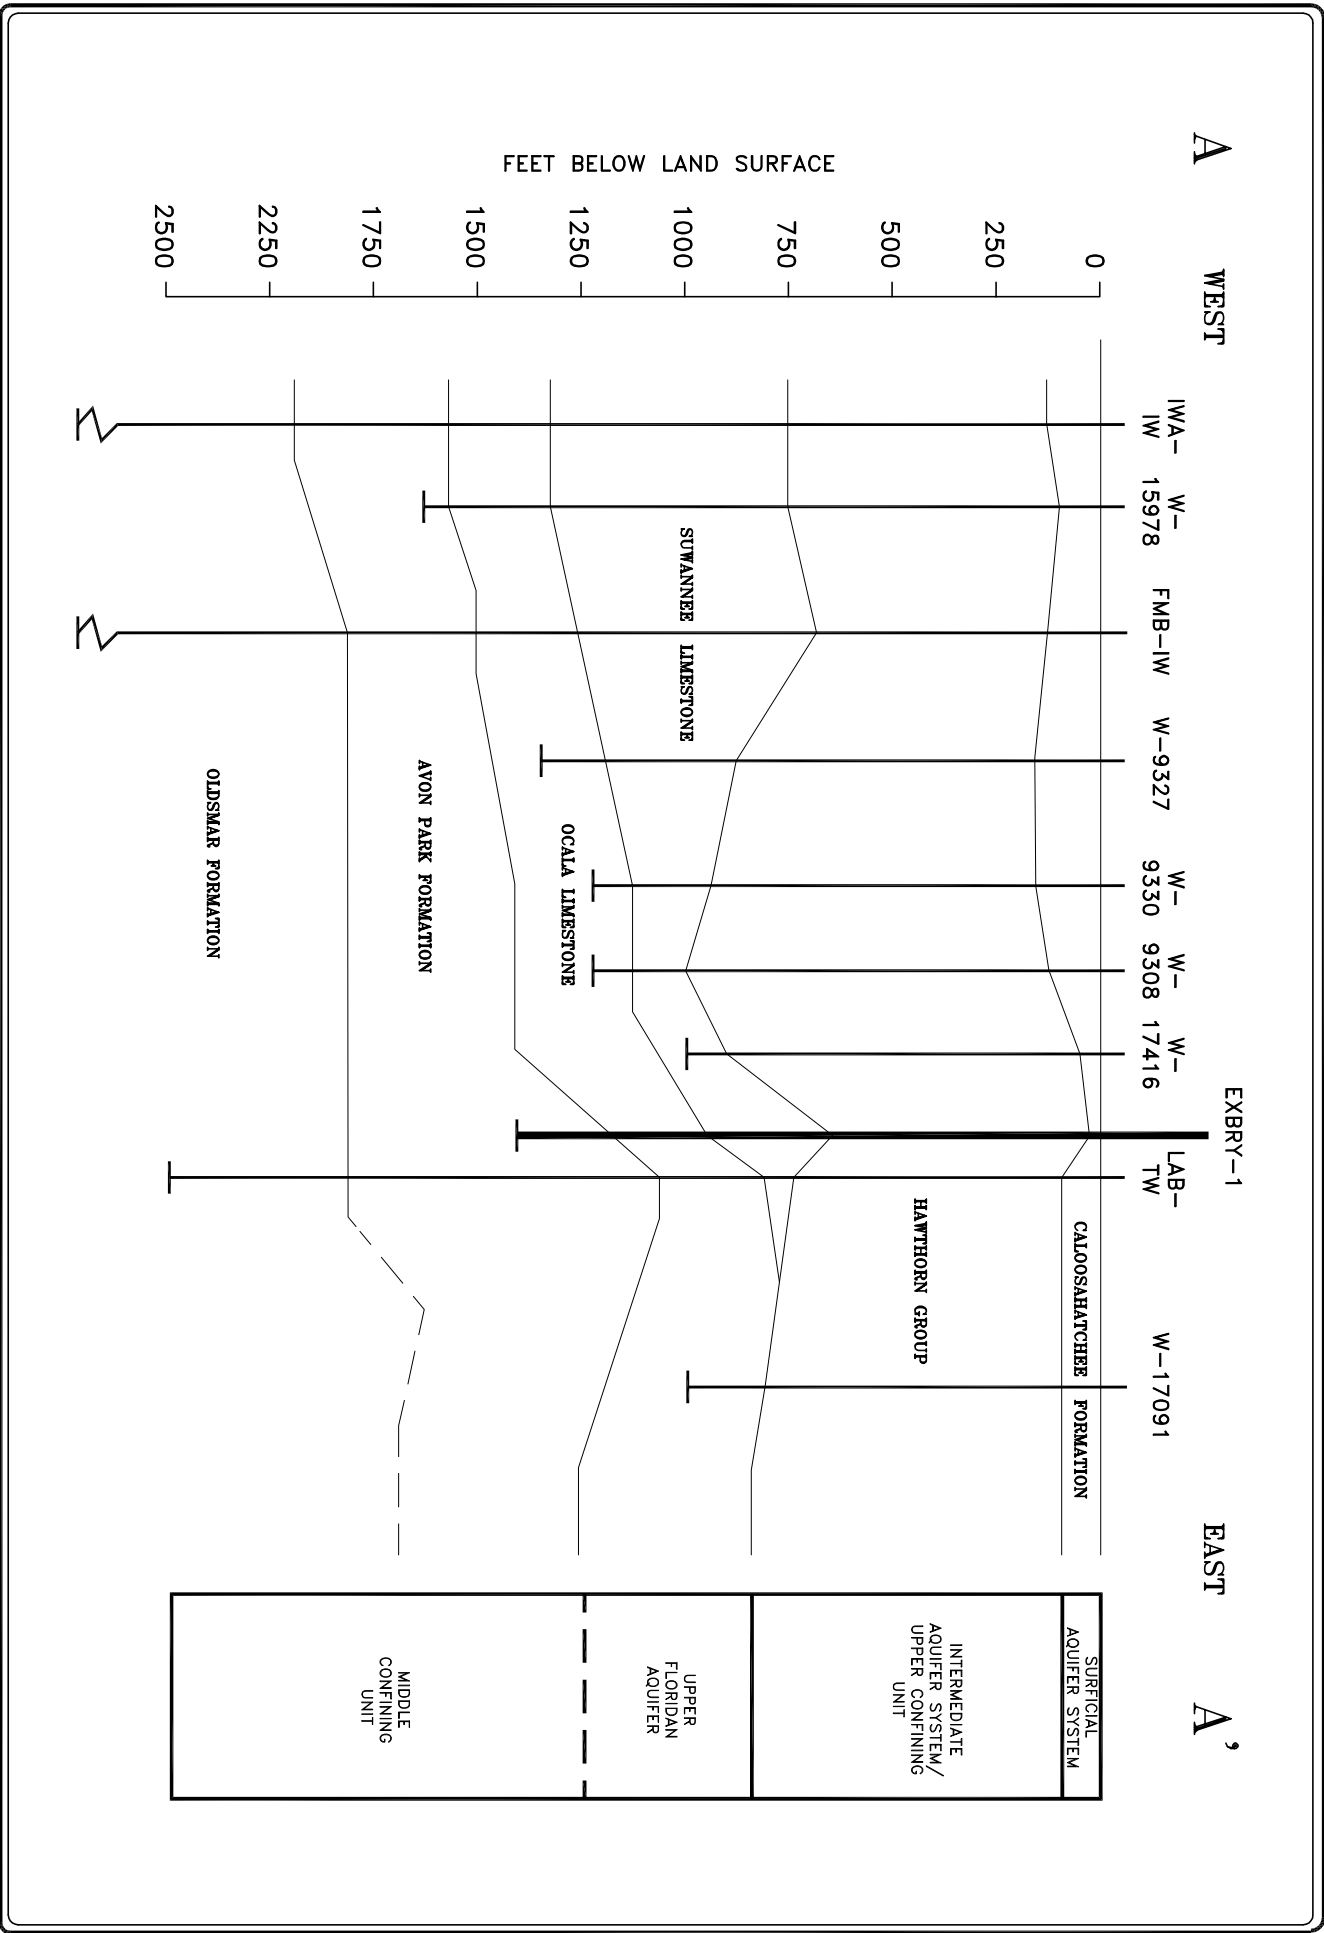 A
WEST
EAST
A’
EXBRY-1
IWA-
IW
W-
15978
FMB-IW
W-9327
W-
9330
W-
9308
W-
17416
LAB-
TW
W-17091
FEET BELOW LAND SURFACE
0
250
500
750
1000
1250
1500
1750
2250
2500
CALOOSAHATCHEE FORMATION
HAWTHORN GROUP
SUWANNEE LIMESTONE
OCALA LIMESTONE
AVON PARK FORMATION
OLDSMAR FORMATION
SURFICIAL
AQUIFER SYSTEM
INTERMEDIATE
AQUIFER SYSTEM/
UPPER CONFINING
UNIT
UPPER
FLORIDAN
AQUIFER
MIDDLE
CONFINING
UNIT